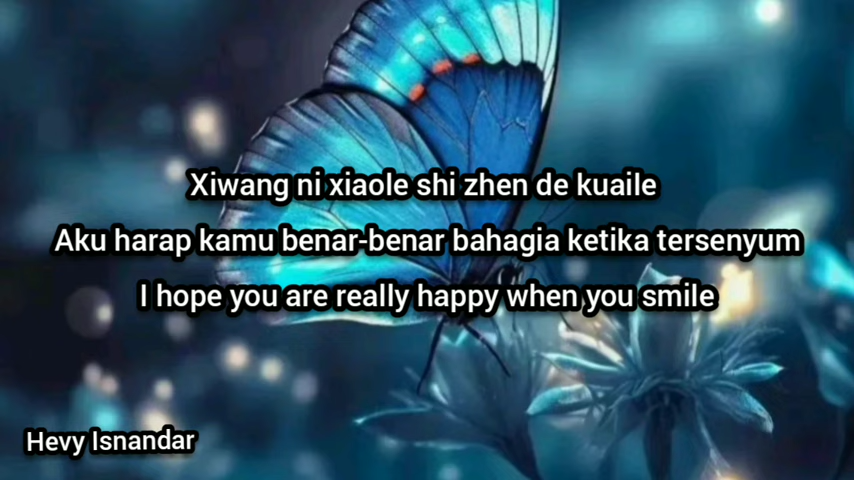 Xiwang ni xiaole shi zhen de kuaile
Aku harap kamu benar-benar bahagia ketika tersenyum
I hope you are really happy when you smile
Hevy Isnandar